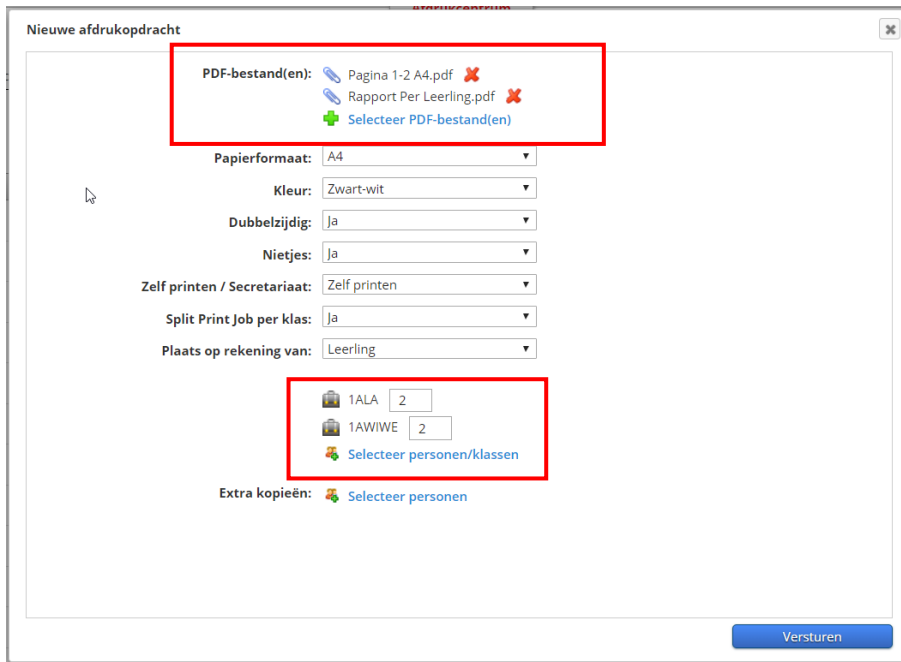 Afdrukcentrum
Nieuwe afdrukopdracht
PDF-bestand(en): Pagina 1-2 A4.pdf
Rapport Per Leerling.pdf
Selecteer PDF-bestand(en)
Papierformaat: A4
Kleur: Zwart-wit
Dubbelzijdig: Ja
Nietjes: Ja
Zelf printen / Secretariaat: Zelf printen
Split Print Job per klas: Ja
Plaats op rekening van: Leerling
1ALA 2
1AWIWE 2
Selecteer personen/klassen
Extra kopieën: Selecteer personen
Versturen